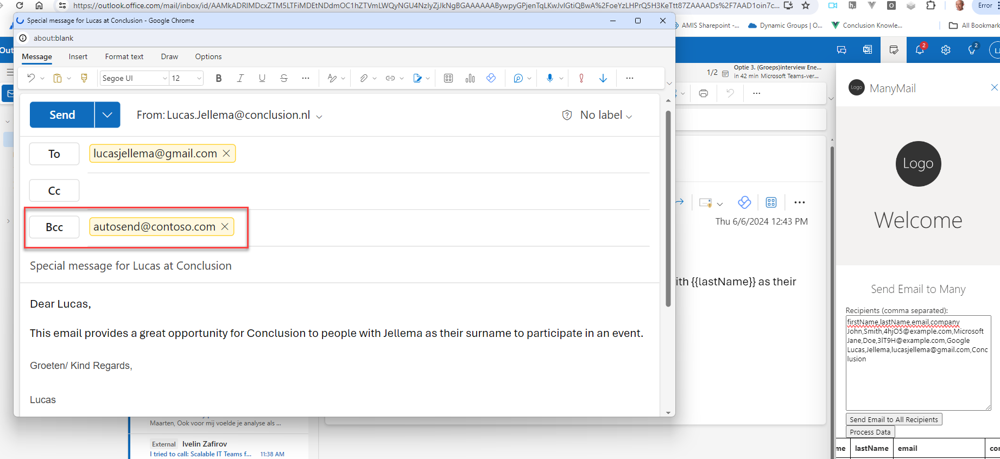 https://outlook.office.com/mail/inbox/id/AAMkADRlMDcxZTM5LTFiMDEtNDdmOC1hZTVmLWQyNGU4NzIyZjJkNgBGAAAAAABywpyGPjenTqLKwJvIGtiQBwA%2FoeYzLHPrQ5H3KeTtt87ZAAAADs%2F7AAD1oin7c...
Error
Special message for Lucas at Conclusion - Google Chrome
AMIS Sharepoint -...
Dynamic Groups | O...
Conclusion Knowle...
All Bookmark
about:blank
Out
2
2
Message
Insert
Format text
Draw
Options
1/2
Optie 3. (Groeps)interview Ene...
in 42 min Microsoft Teams-ver...
Segoe UI
12
B
I
U
S
Logo
ManyMail
Send
From: Lucas.Jellema@conclusion.nl
No label
To
lucasjellema@gmail.com
Cc
Logo
Bcc
autosend@contoso.com
Thu 6/6/2024 12:43 PM
Welcome
Special message for Lucas at Conclusion
ith {{lastName}} as their
Send Email to Many
Dear Lucas,
Recipients (comma separated):
firstName,lastName,email,company
John,Smith,4hjO5@example.com,Microsoft
Jane,Doe,3lT9H@example.com,Google
Lucas,Jellema,lucasjellema@gmail.com,Conc
lusion
This email provides a great opportunity for Conclusion to people with Jellema as their surname to participate in an event.
Groeten/ Kind Regards,
Lucas
Send Email to All Recipients
Process Data
Maarten, Ook voor mij voelde je analyse als ...
External
Ivelin Zafirov
I tried to call: Scalable IT Teams f...
11:38 AM
me
lastName
email
co